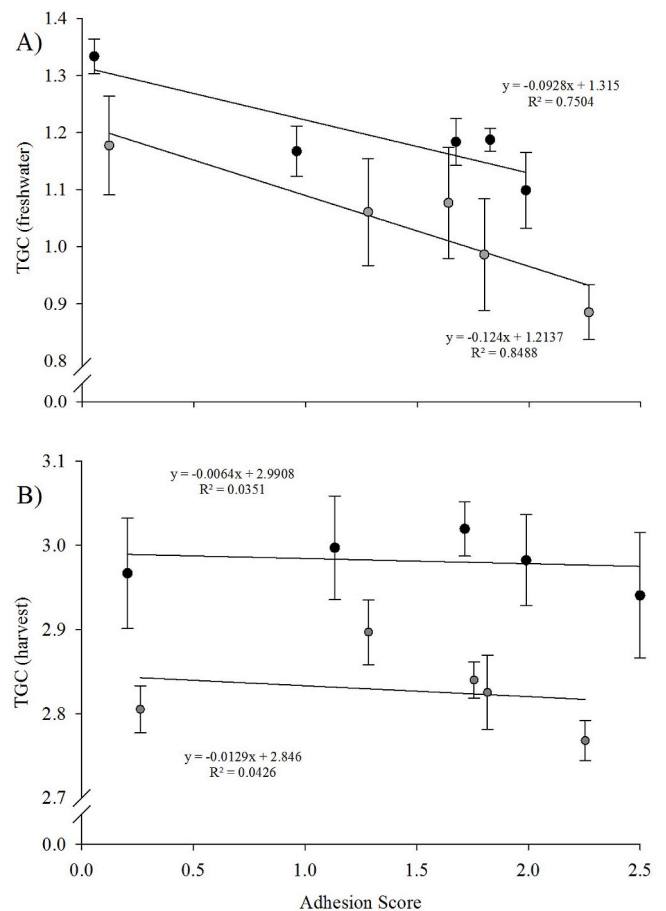 A)
1.4
1.3
1.2
1.1
1.0
0.9
0.8
0.0
TGC (freshwater)
y = -0.0928x + 1.315
R² = 0.7504
y = -0.124x + 1.2137
R² = 0.8488
B)
3.1
3.0
2.9
2.8
2.7
0.0
TGC (harvest)
y = -0.0064x + 2.9908
R² = 0.0351
y = -0.0129x + 2.846
R² = 0.0426
0.0 0.5 1.0 1.5 2.0 2.5
Adhesion Score